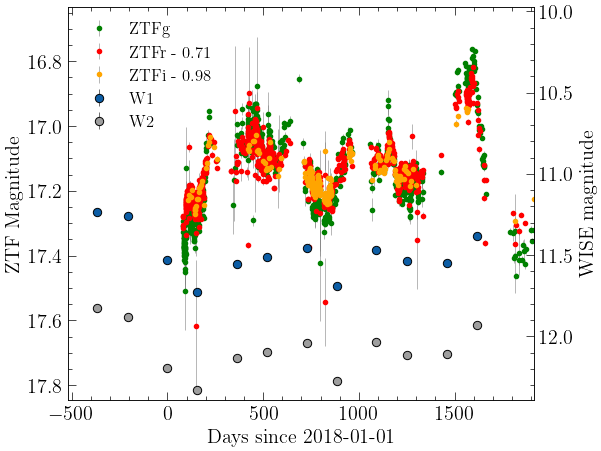 ZTFg
ZTFr - 0.71
ZTFi - 0.98
W1
W2
ZTF Magnitude
16.8
17.0
17.2
17.4
17.6
17.8
WISE magnitude
10.0
10.5
11.0
11.5
12.0
−500
0
500
1000
1500
Days since 2018-01-01